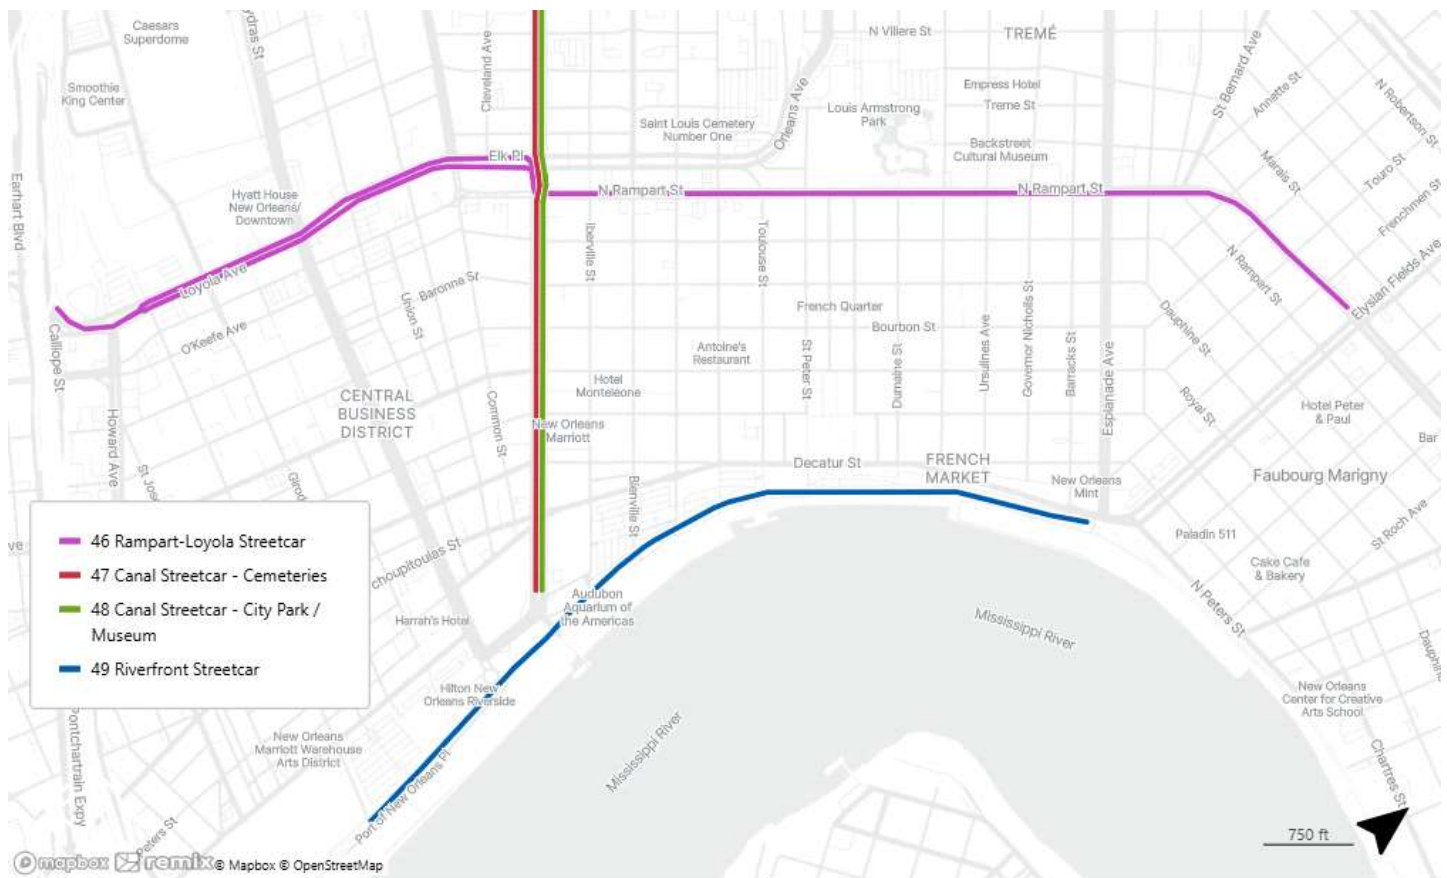 Caesars
Superdome
ydras St
Cleveland Ave
N Villere St
TREMÉ
Smoothie
King Center
Empress Hotel
Treme St
St Bernard Ave
Annette St
N Robertson St
Orleans Ave
Louis Armstrong
Park
Saint Louis Cemetery
Number One
Backstreet
Cultural Museum
Elk Pl
Marais St
Touro St
Earhart Blvd
Hyatt House
New Orleans/
Downtown
N Rampart St
N Rampart St
Frenchmen St
Iberville St
Toulouse St
N Rampart St
Elysian Fields Ave
Loyola Ave
Baronne St
Union St
O'Keefe Ave
Calliope St
French Quarter
Bourbon St
Ursulines Ave
Governor Nicholls St
Barracks St
Dauphine St
Antoine's
Restaurant
St Peter St
Dumaine St
Esplanade Ave
Hotel
Monteleone
CENTRAL
BUSINESS
DISTRICT
Common St
Royal St
Hotel Peter
& Paul
Howard Ave
New Orleans
Marriott
Bar
St Jos
Girod
Decatur St
FRENCH
MARKET
New Orleans
Mint
Faubourg Marigny
Bienville St
St Roch Ave
Paladin 511
ve
46 Rampart-Loyola Streetcar
47 Canal Streetcar - Cemeteries
48 Canal Streetcar - City Park /
Museum
49 Riverfront Streetcar
choupitoulas St
Cake Cafe
& Bakery
Audubon
Aquarium of
the Americas
Harrah's Hotel
N Peters St
Mississippi River
Dauphine
Hilton New
Orleans Riverside
New Orleans
Center for Creative
Arts School
Pontchartrain Expy
New Orleans
Marriott Warehouse
Arts District
Mississippi River
Port of New Orleans Pl
Chartres St
Peters St
750 ft
mapbox remix © Mapbox © OpenStreetMap